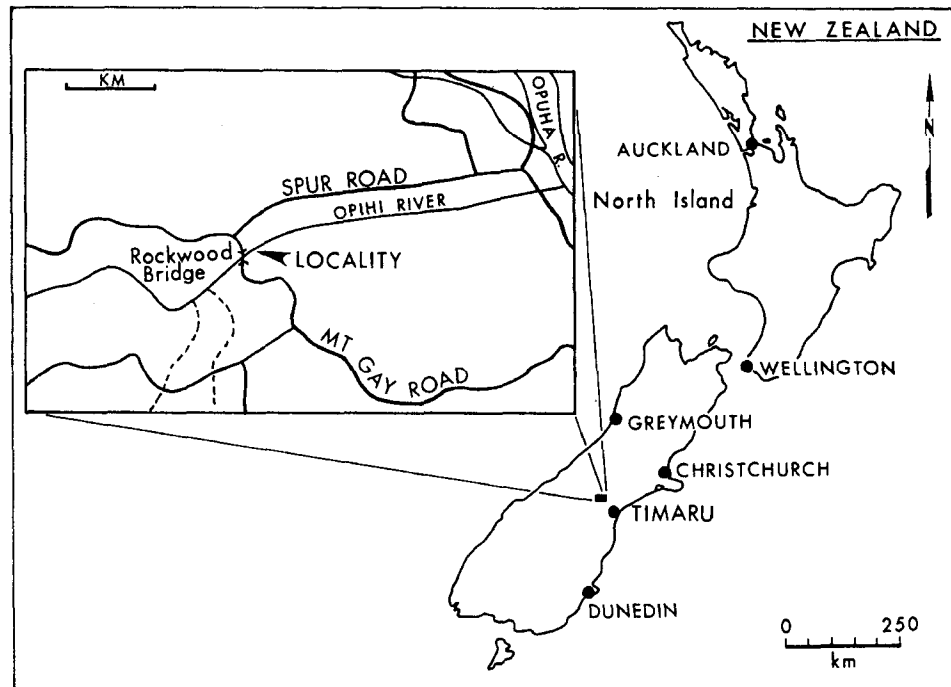 NEW ZEALAND
KM
OPUHA R.
N
AUCKLAND
SPUR ROAD
North Island
OPIHI RIVER
Rockwood
Bridge
LOCALITY
MT GAY ROAD
WELLINGTON
GREYMOUTH
CHRISTCHURCH
TIMARU
DUNEDIN
0 250
km